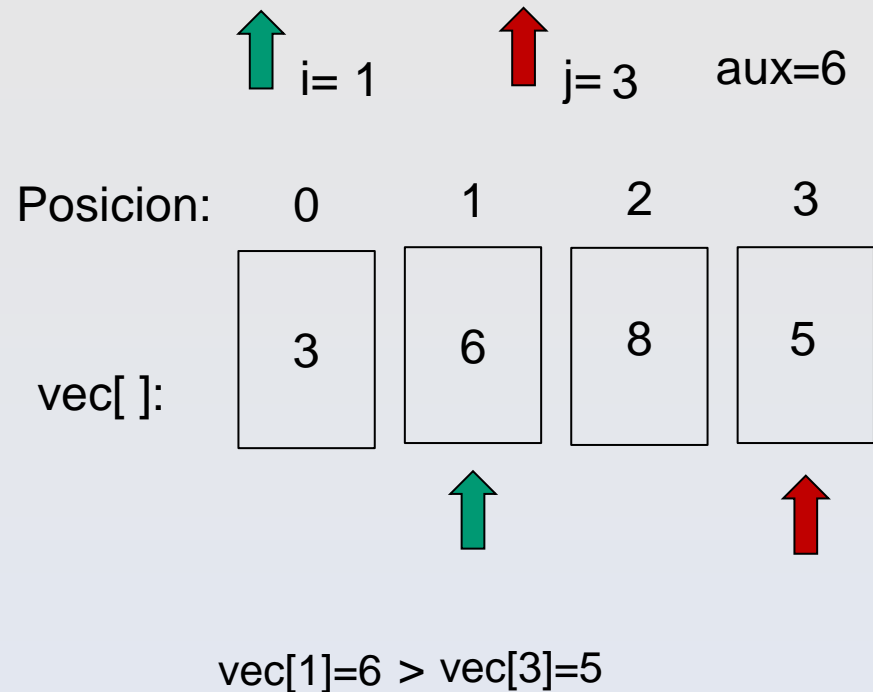 i= 1 j= 3 aux=6
Posicion: 0 1 2 3
vec[ ]: 3 6 8 5
vec[1]=6 > vec[3]=5